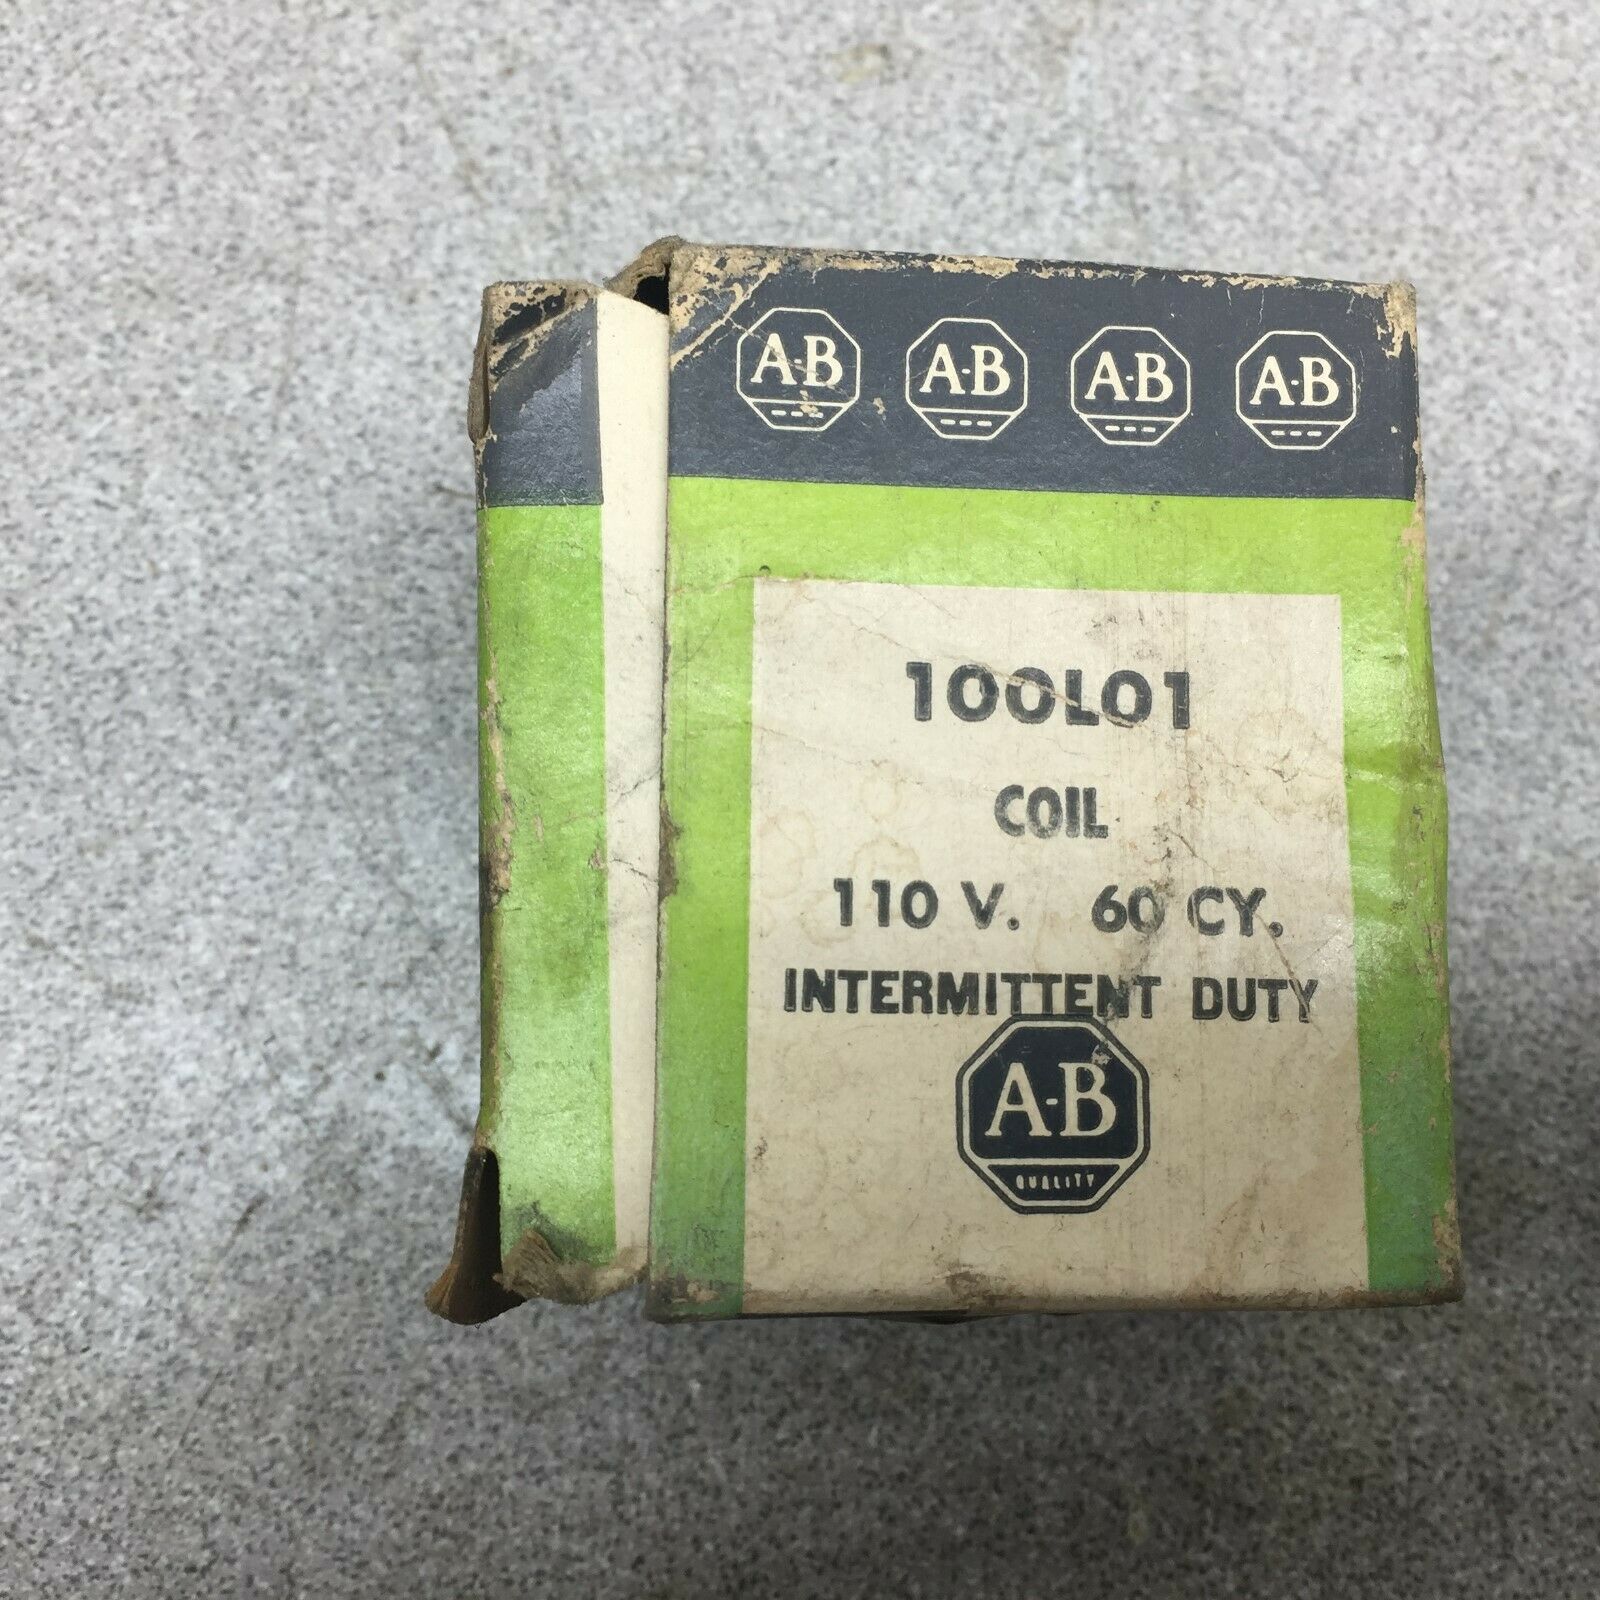 A-B A-B A-B A-B
100L01
COIL
110 V. 60 CY.
INTERMITTENT DUTY
A-B
QUALITY